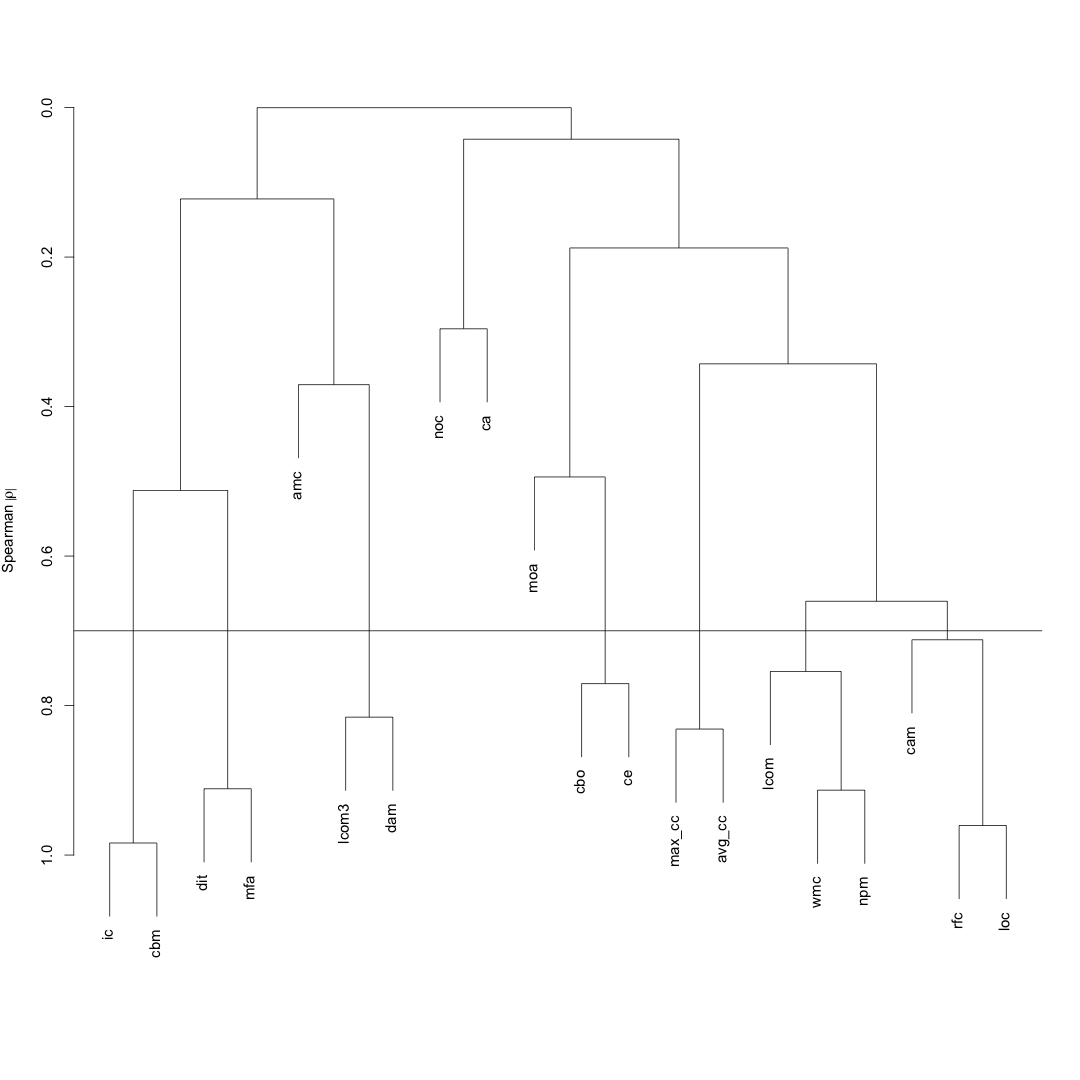 0.0
0.2
0.4
0.6
0.8
1.0
Spearman |ρ|
noc
ca
amc
moa
cam
lcom
cbo
ce
lcom3
dam
max_cc
avg_cc
dit
mfa
wmc
npm
rfc
loc
ic
cbm